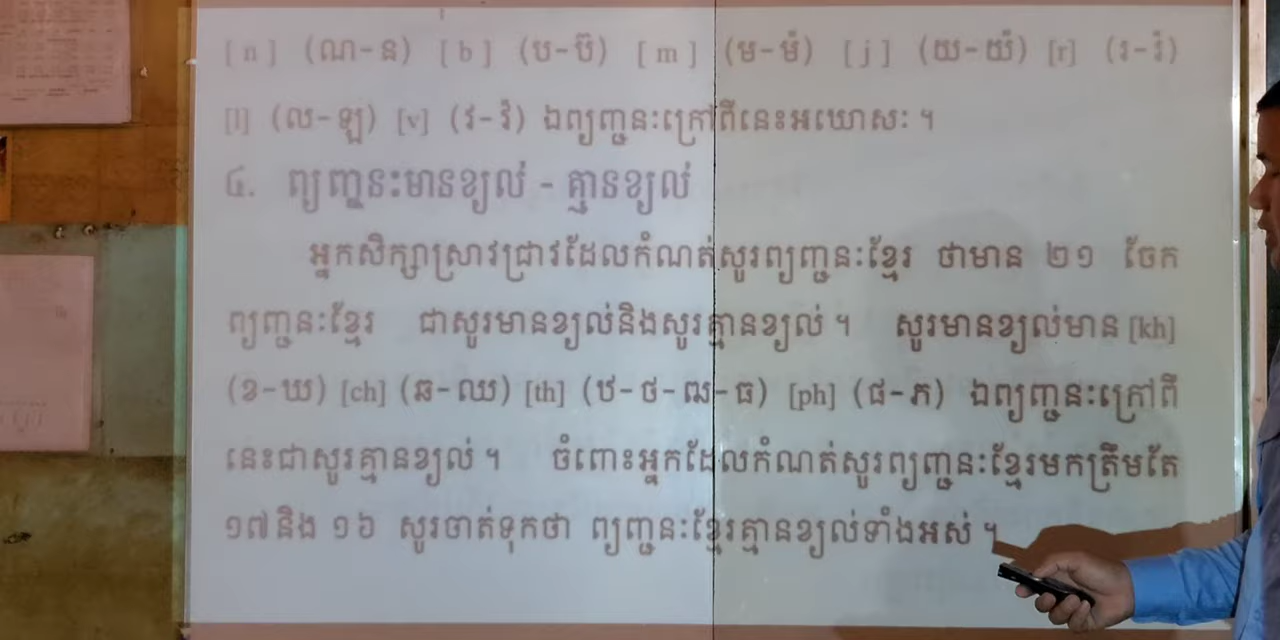 [ n ] (ណ-ន) [ b ] (ប-ប៊) [ m ] (ម-ម៉) [ j ] (យ-យ៉) [r] (រ-រ៉)
[l] (ល-ឡ) [v] (វ-វ៉) ឯព្យញ្ជនៈក្រៅពីនេះអឃោសៈ ។
៤. ព្យញ្ជនៈមានខ្យល់ - គ្មានខ្យល់
អ្នកសិក្សាស្រាវជ្រាវដែលកំណត់សូរព្យញ្ជនៈខ្មែរ ថាមាន ២១ ចែក
ព្យញ្ជនៈខ្មែរ ជាសូរមានខ្យល់និងសូរគ្មានខ្យល់ ។ សូរមានខ្យល់មាន [kh]
(ខ-ឃ) [ch] (ឆ-ឈ) [th] (ឋ-ថ-ឍ-ធ) [ph] (ផ-ភ) ឯព្យញ្ជនៈក្រៅពី
នេះជាសូរគ្មានខ្យល់ ។ ចំពោះអ្នកដែលកំណត់សូរព្យញ្ជនៈខ្មែរមកត្រឹមតែ
១៧និង ១៦ សូរចាត់ទុកថា ព្យញ្ជនៈខ្មែរគ្មានខ្យល់ទាំងអស់ ។